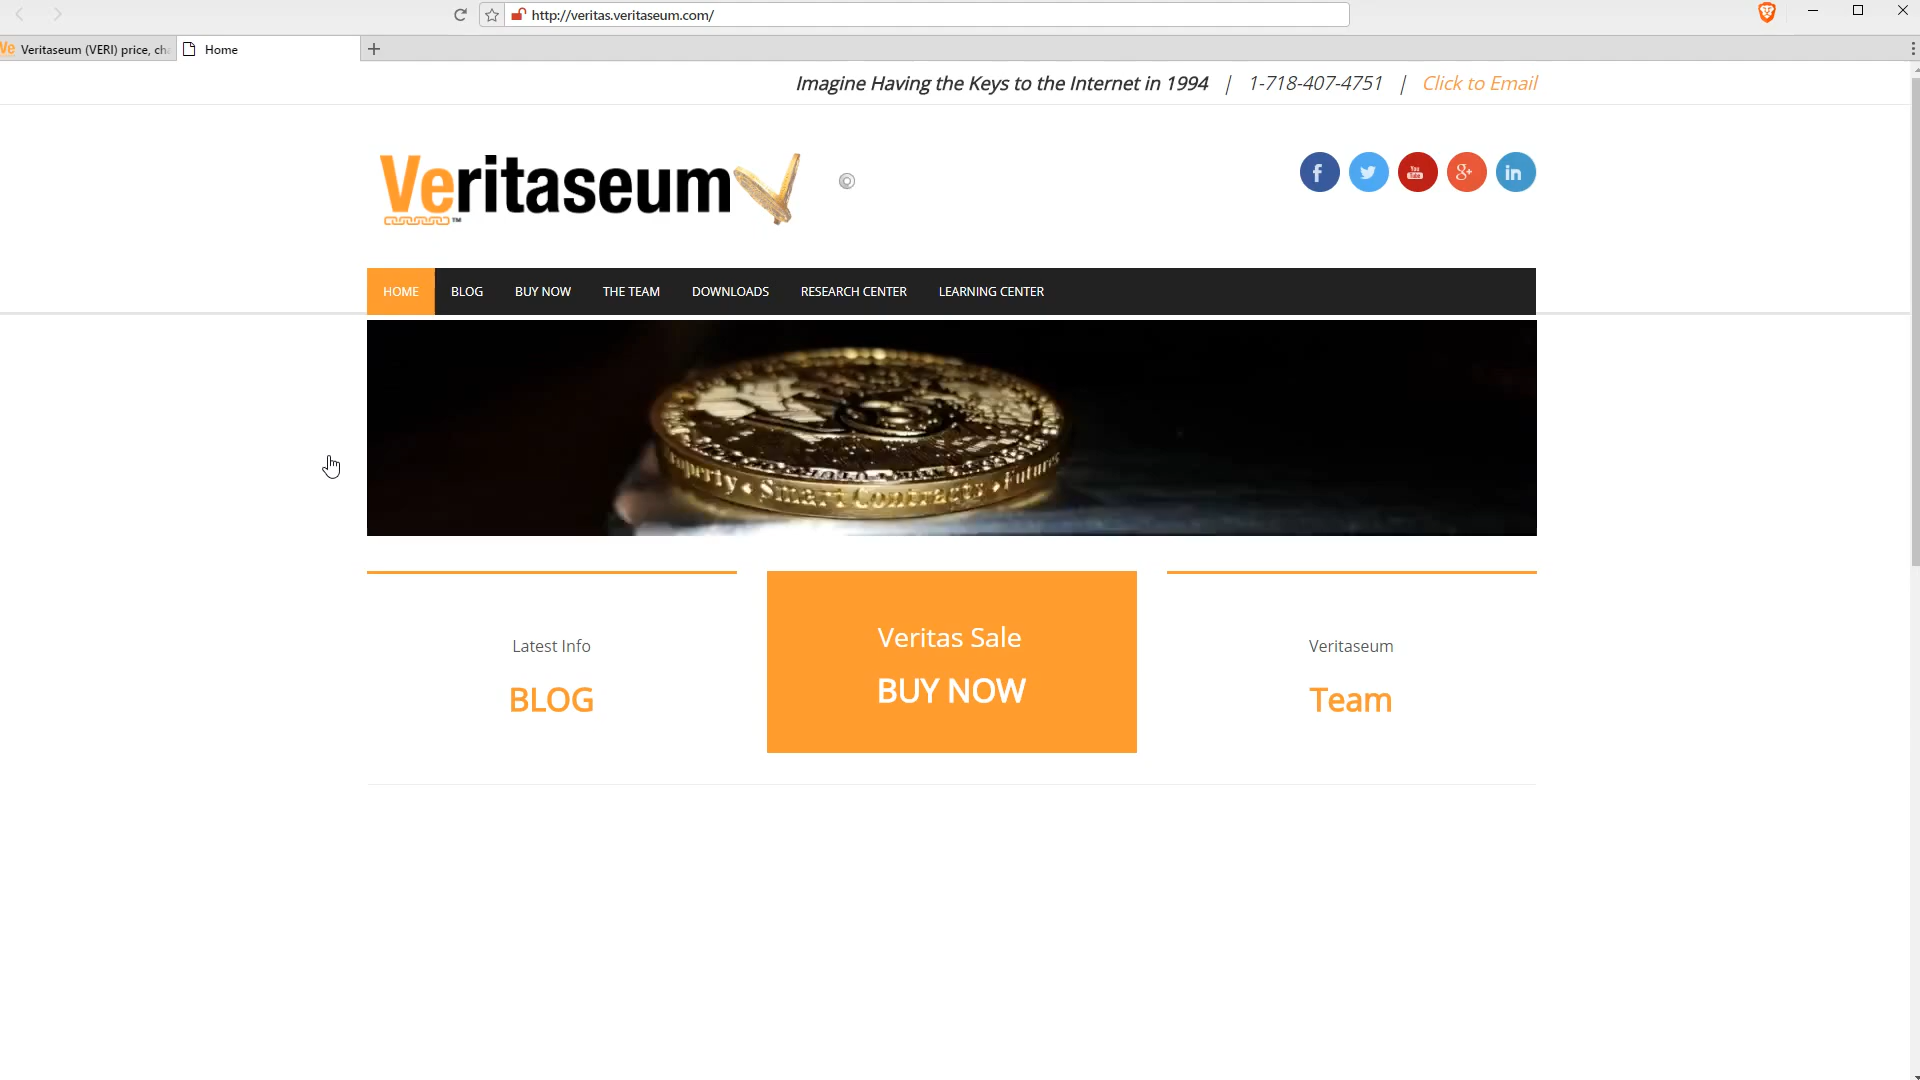 http://veritas.veritaseum.com/
Veritaseum (VERI) price, cha
Home
Imagine Having the Keys to the Internet in 1994 | 1-718-407-4751 | Click to Email
Veritaseum
TM
HOME BLOG BUY NOW THE TEAM DOWNLOADS RESEARCH CENTER LEARNING CENTER
Smart Contracts
Latest Info
BLOG
Veritas Sale
BUY NOW
Veritaseum
Team